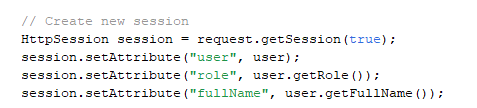 // Create new session
HttpSession session = request.getSession(true);
session.setAttribute("user", user);
session.setAttribute("role", user.getRole());
session.setAttribute("fullName", user.getFullName());